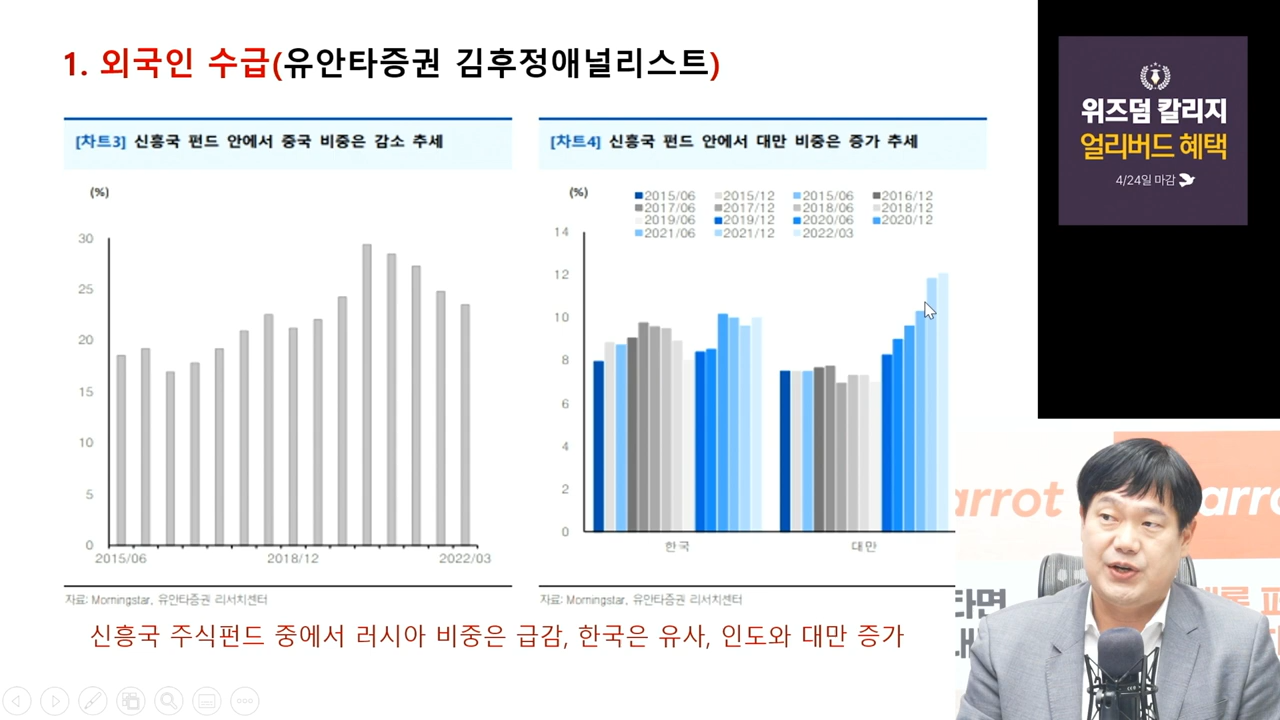 1. 외국인 수급(유안타증권 김후정애널리스트)
[차트3] 신흥국 펀드 안에서 중국 비중은 감소 추세
(%)
30
25
20
15
10
5
0
2015/06 2018/12 2022/03
자료: Morningstar, 유안타증권 리서치센터
[차트4] 신흥국 펀드 안에서 대만 비중은 증가 추세
(%)
2015/06 2015/12 2015/06 2016/12
2017/06 2017/12 2018/06 2018/12
2019/06 2019/12 2020/06 2020/12
2021/06 2021/12 2022/03
14
12
10
8
6
4
2
0
한국 대만
자료: Morningstar, 유안타증권 리서치센터
신흥국 주식펀드 중에서 러시아 비중은 급감, 한국은 유사, 인도와 대만 증가
위즈덤 칼리지
얼리버드 혜택
4/24일 마감
arrot arro
타면